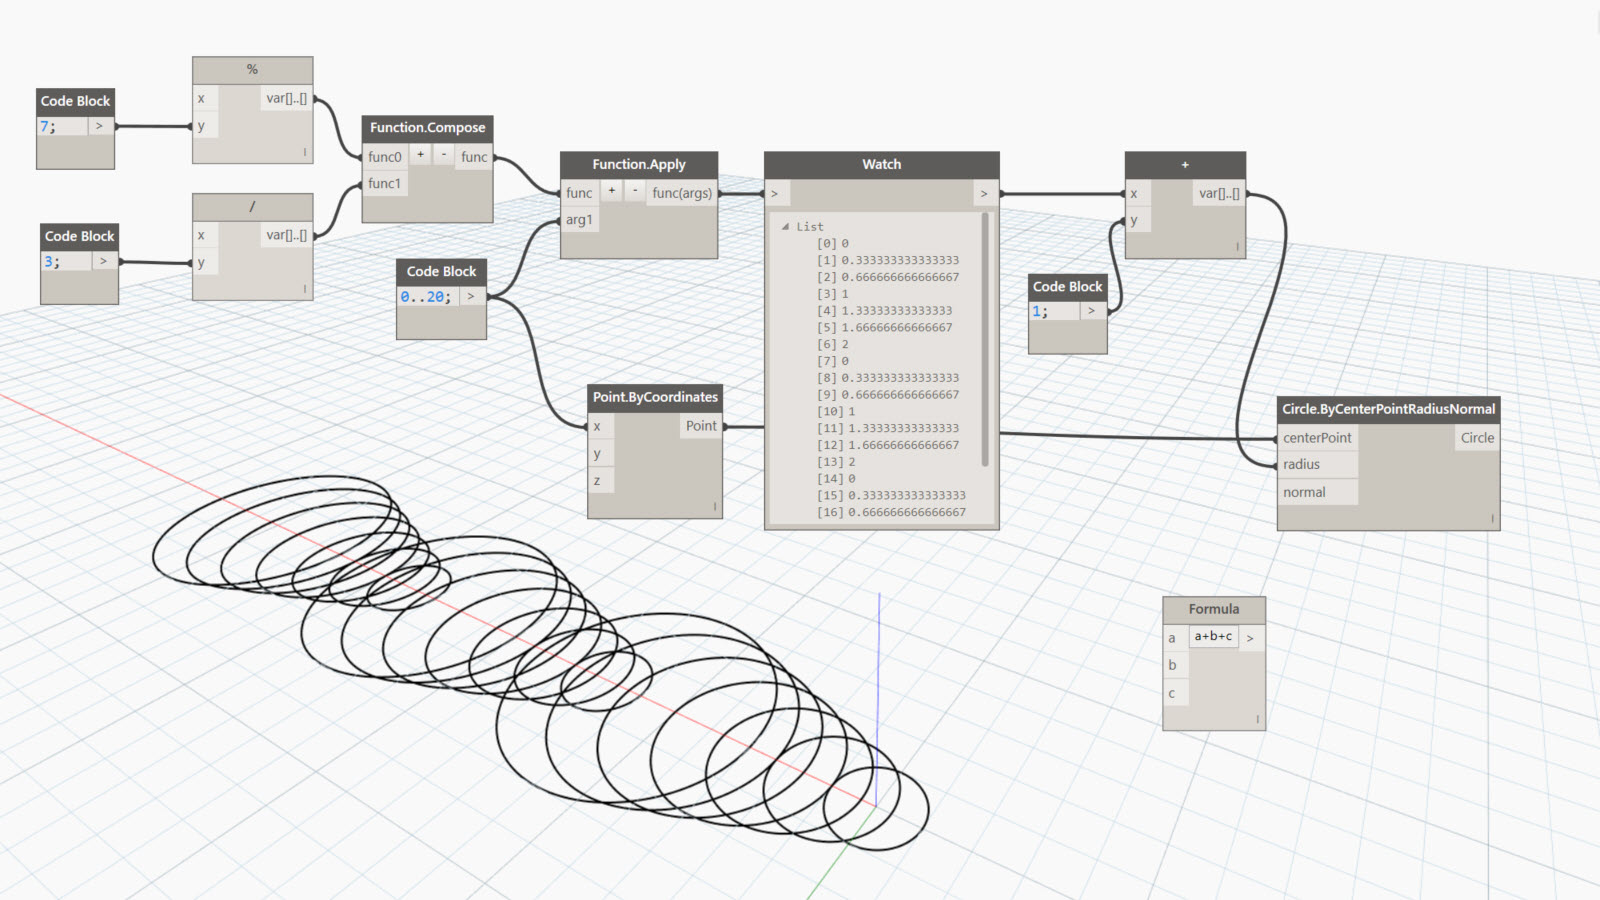 Code Block
7; >
%
x var[]..[]
y
|
Code Block
3; >
/
x var[]..[]
y
|
Function.Compose
func0 + - func
func1
Code Block
0..20; >
Function.Apply
func + - func(args)
arg1
Point.ByCoordinates
x Point
y
z
|
Watch
> >
List
[0] 0
[1] 0.333333333333333
[2] 0.666666666666667
[3] 1
[4] 1.33333333333333
[5] 1.66666666666667
[6] 2
[7] 0
[8] 0.333333333333333
[9] 0.666666666666667
[10] 1
[11] 1.33333333333333
[12] 1.66666666666667
[13] 2
[14] 0
[15] 0.333333333333333
[16] 0.666666666666667
+
x var[]..[]
y
|
Code Block
1; >
Circle.ByCenterPointRadiusNormal
centerPoint Circle
radius
normal
|
Formula
a a+b+c >
b
c
|